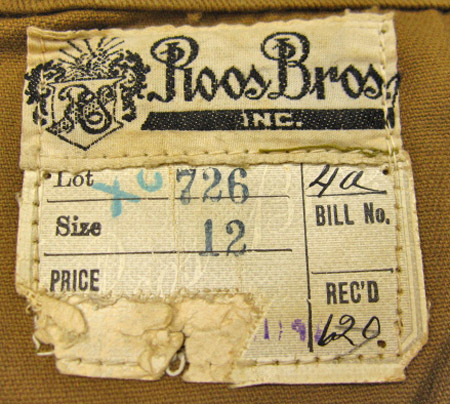 Roos Bros
INC.
Lot 726 4a
Size 12 BILL No.
PRICE REC'D
620